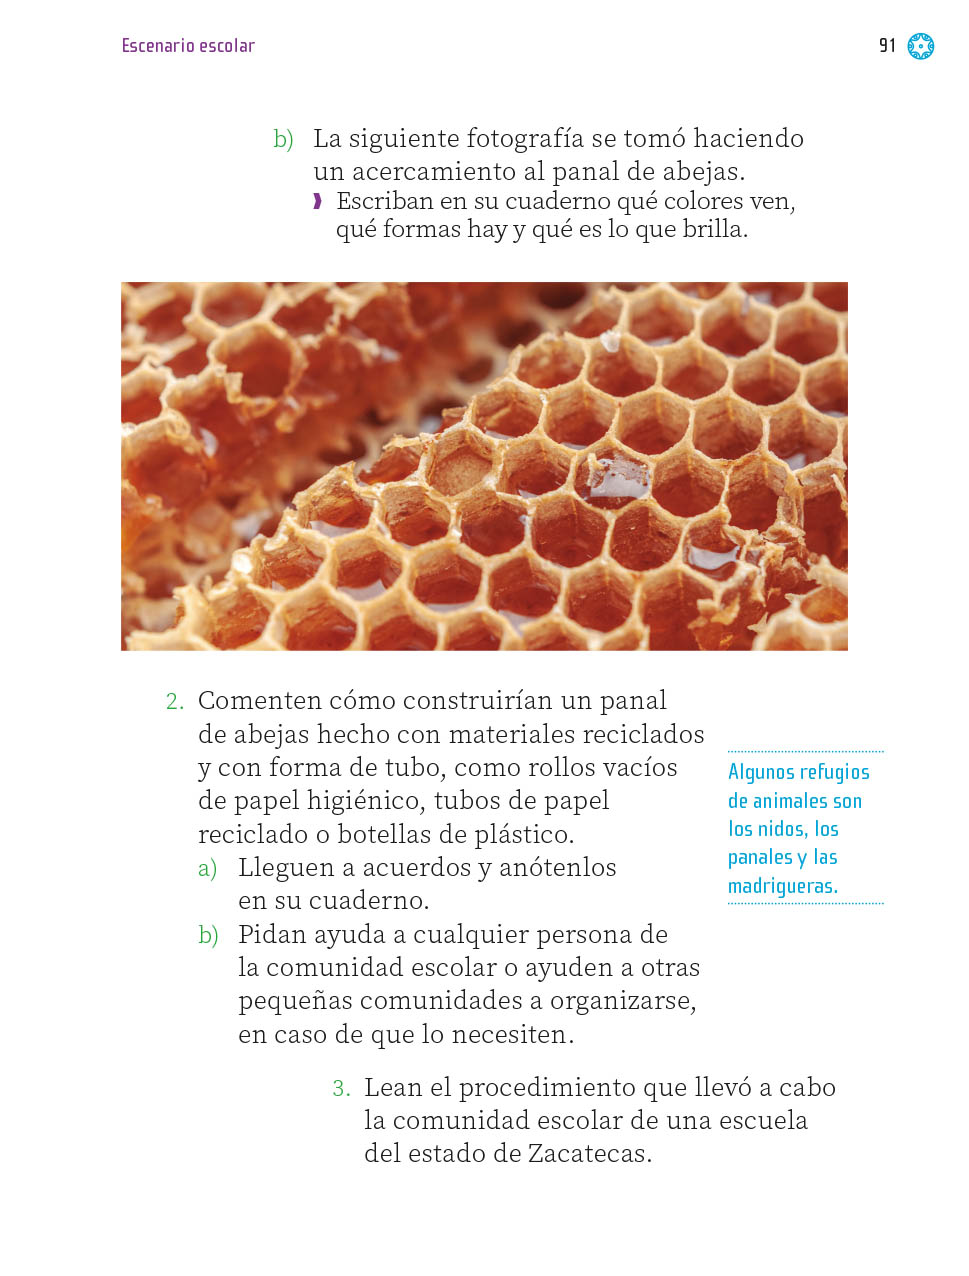 Escenario escolar
91
b) La siguiente fotografía se tomó haciendo
un acercamiento al panal de abejas.
Escriban en su cuaderno qué colores ven,
qué formas hay y qué es lo que brilla.
2. Comenten cómo construirían un panal
de abejas hecho con materiales reciclados
y con forma de tubo, como rollos vacíos
de papel higiénico, tubos de papel
reciclado o botellas de plástico.
a) Lleguen a acuerdos y anótenlos
en su cuaderno.
b) Pidan ayuda a cualquier persona de
la comunidad escolar o ayuden a otras
pequeñas comunidades a organizarse,
en caso de que lo necesiten.
Algunos refugios
de animales son
los nidos, los
panales y las
madrigueras.
3. Lean el procedimiento que llevó a cabo
la comunidad escolar de una escuela
del estado de Zacatecas.